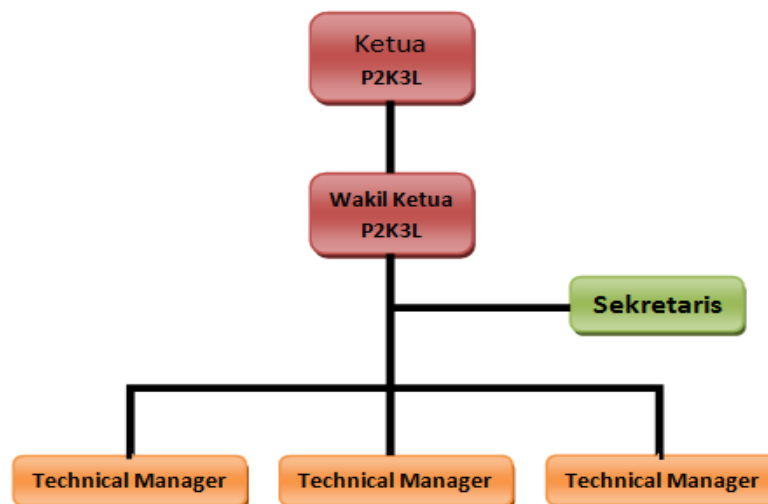 Ketua
P2K3L
Wakil Ketua
P2K3L
Sekretaris
Technical Manager
Technical Manager
Technical Manager